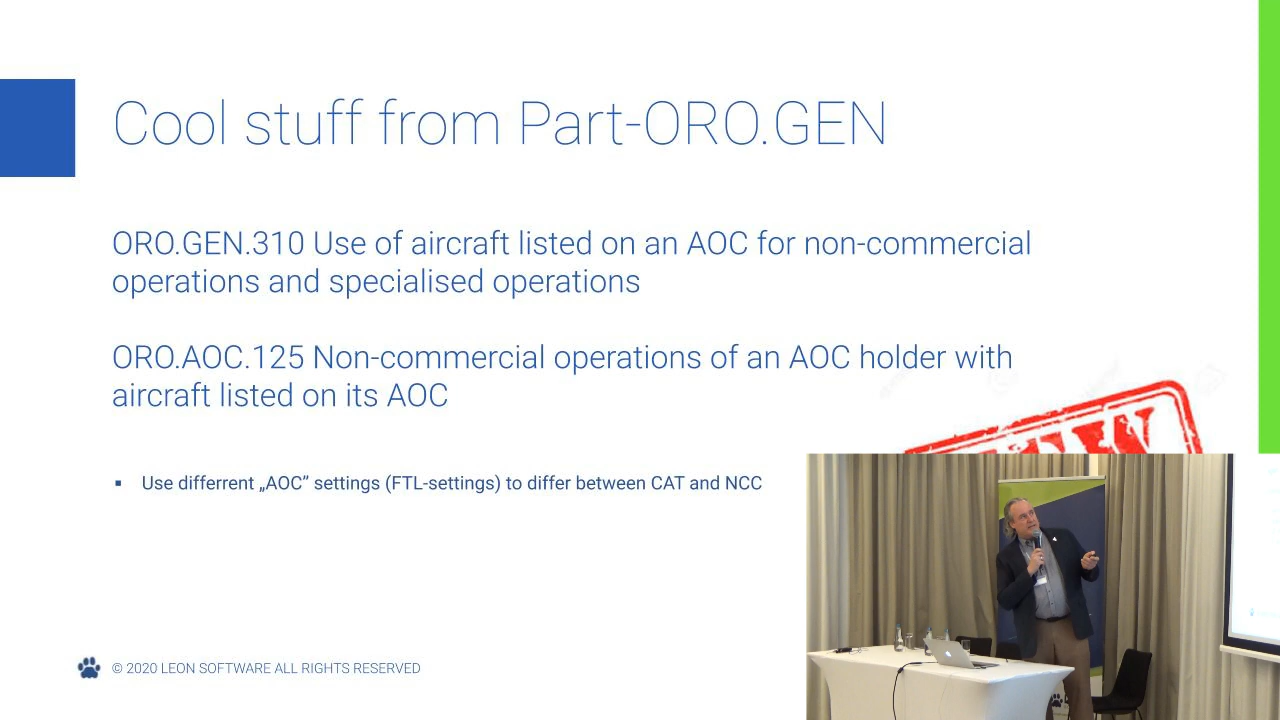 Cool stuff from Part-ORO.GEN
ORO.GEN.310 Use of aircraft listed on an AOC for non-commercial
operations and specialised operations
ORO.AOC.125 Non-commercial operations of an AOC holder with
aircraft listed on its AOC
▪ Use differrent „AOC” settings (FTL-settings) to differ between CAT and NCC
© 2020 LEON SOFTWARE ALL RIGHTS RESERVED